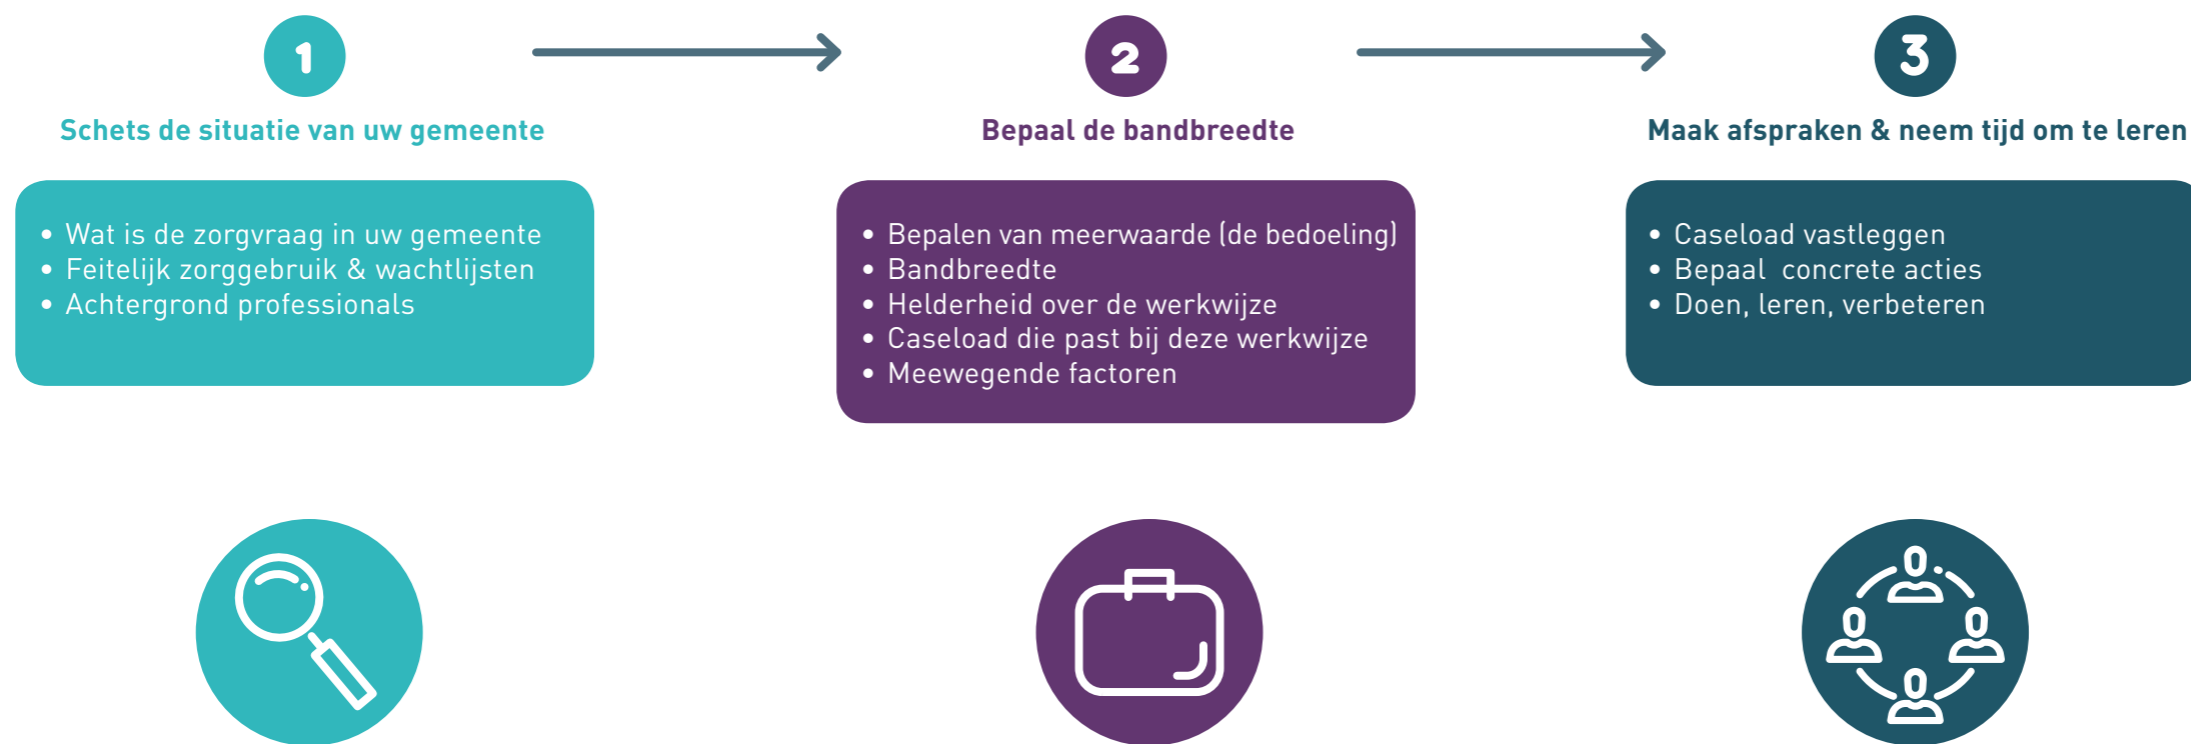 1
Schets de situatie van uw gemeente
• Wat is de zorgvraag in uw gemeente
• Feitelijk zorggebruik & wachtlijsten
• Achtergrond professionals
2
Bepaal de bandbreedte
• Bepalen van meerwaarde (de bedoeling)
• Bandbreedte
• Helderheid over de werkwijze
• Caseload die past bij deze werkwijze
• Meewegende factoren
3
Maak afspraken & neem tijd om te leren
• Caseload vastleggen
• Bepaal concrete acties
• Doen, leren, verbeteren